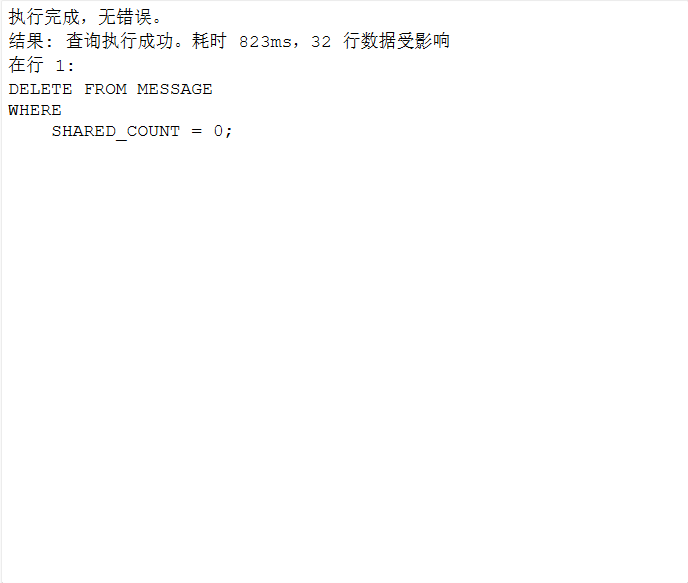 执行完成，无错误。
结果: 查询执行成功。耗时 823ms，32 行数据受影响
在行 1:
DELETE FROM MESSAGE
WHERE
    SHARED_COUNT = 0;